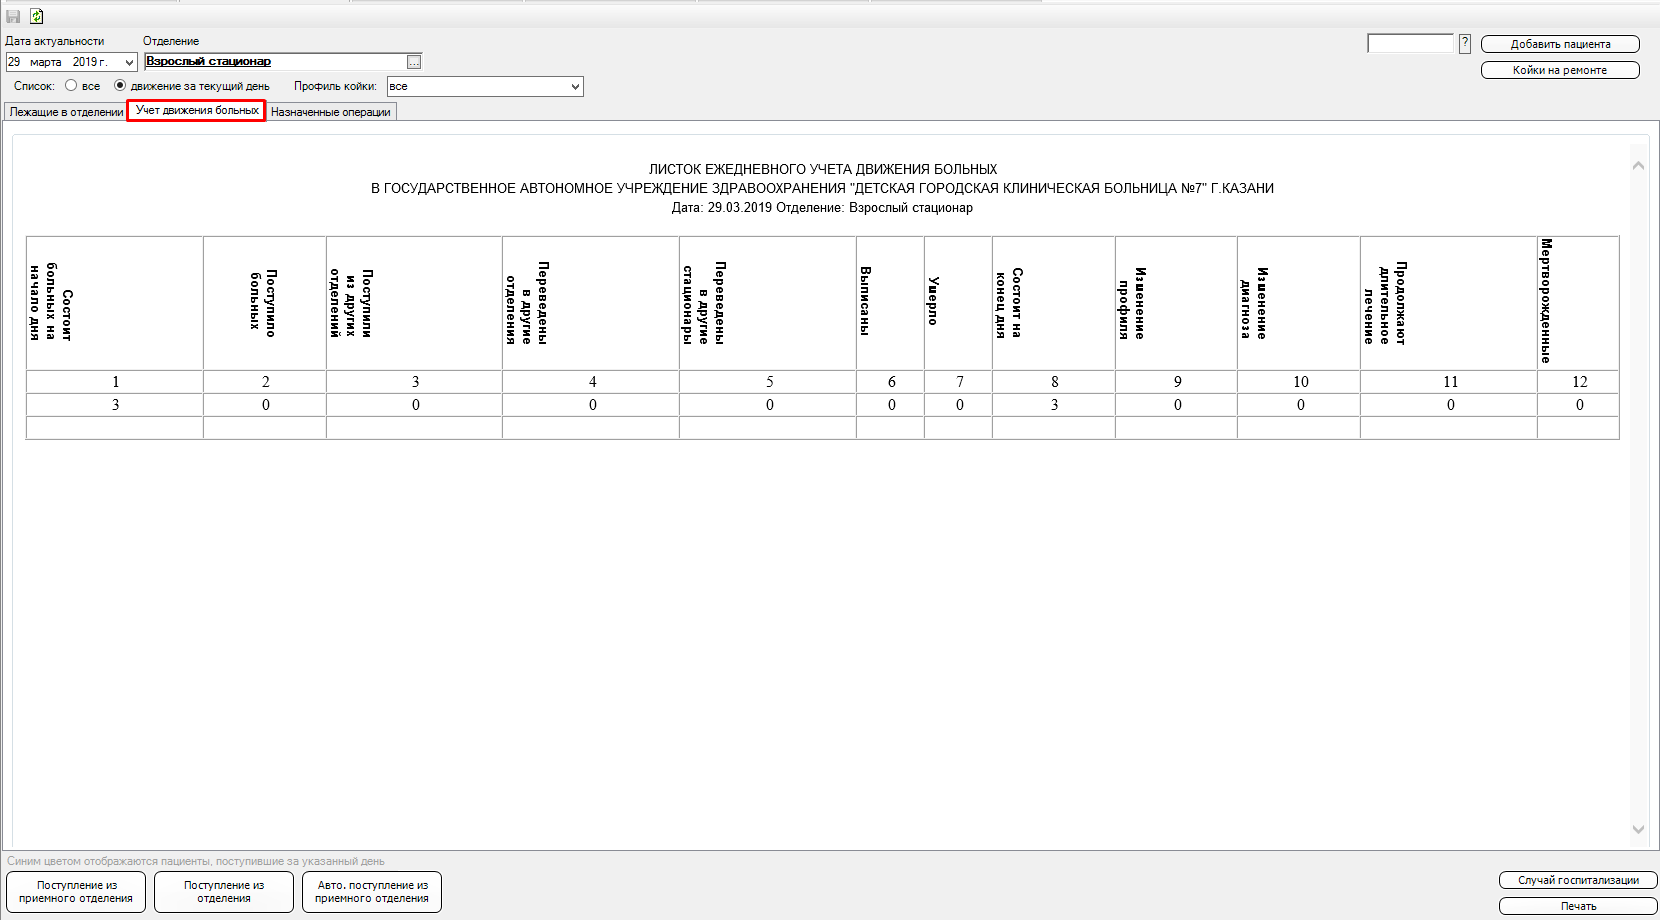 Дата актуальности Отделение
29 марта 2019 г. Взрослый стационар ... ? Добавить пациента
Койки на ремонте
Список: все движение за текущий день Профиль койки: все
Лежащие в отделении Учет движения больных Назначенные операции
ЛИСТОК ЕЖЕДНЕВНОГО УЧЕТА ДВИЖЕНИЯ БОЛЬНЫХ
В ГОСУДАРСТВЕННОЕ АВТОНОМНОЕ УЧРЕЖДЕНИЕ ЗДРАВООХРАНЕНИЯ "ДЕТСКАЯ ГОРОДСКАЯ КЛИНИЧЕСКАЯ БОЛЬНИЦА №7" Г.КАЗАНИ
Дата: 29.03.2019 Отделение: Взрослый стационар
Состоит
больных на
начало дня
Поступило
больных
Поступили
из других
отделений
Переведены
в другие
отделения
Переведены
в другие
стационары
Выписаны
Умерло
Состоит на
конец дня
Изменение
профиля
Изменение
диагноза
Продолжают
длительное
лечение
Мертворожденные
1 2 3 4 5 6 7 8 9 10 11 12
3 0 0 0 0 0 0 3 0 0 0 0
Синим цветом отображаются пациенты, поступившие за указанный день
Поступление из
приемного отделения
Поступление из
отделения
Авто. поступление из
приемного отделения
Случай госпитализации
Печать